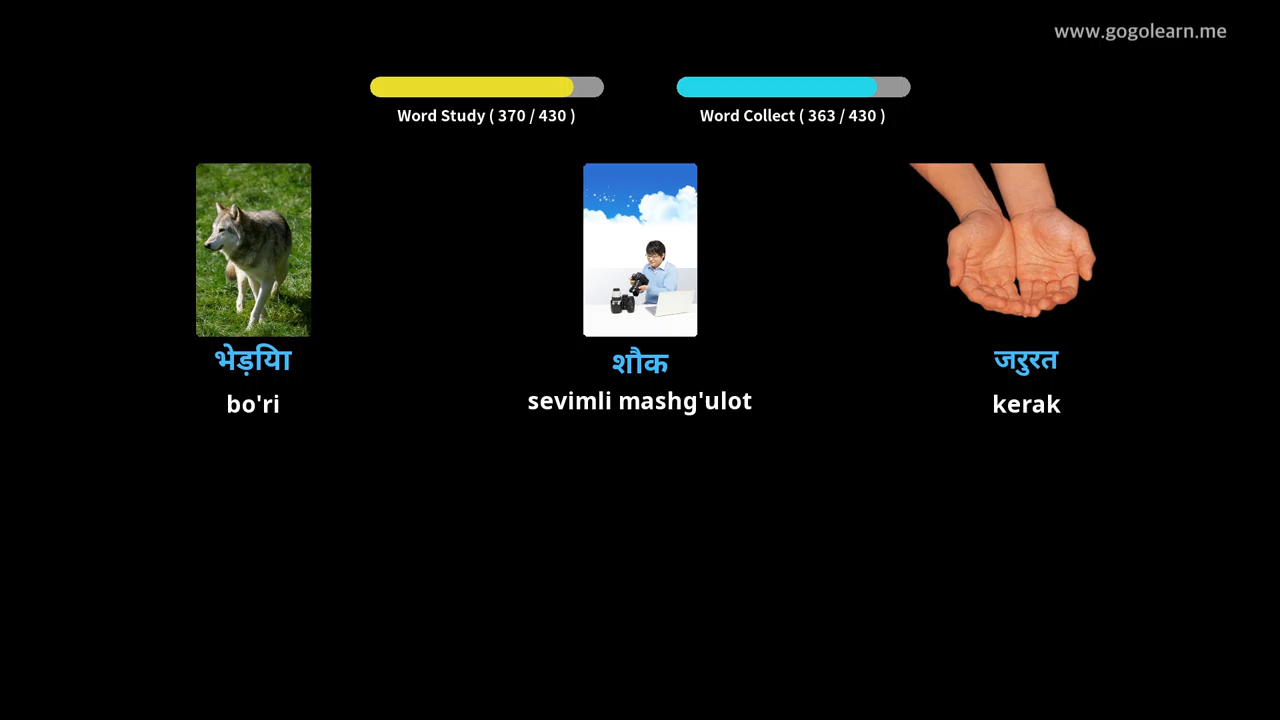 www.gogolearn.me
Word Study ( 370 / 430 )
Word Collect ( 363 / 430 )
भेड़िया
शौक
जरुरत
bo'ri
sevimli mashg'ulot
kerak